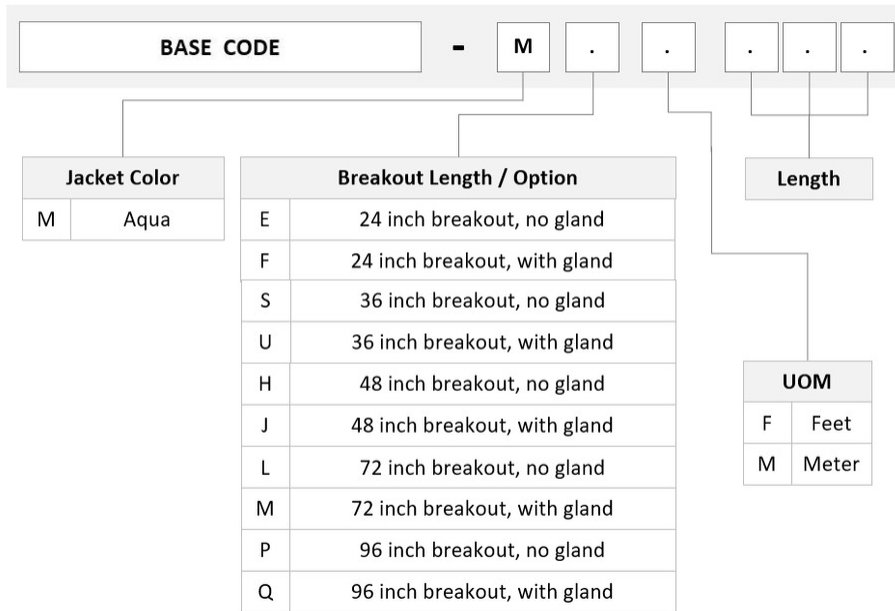 BASE CODE - M . . . . .
Jacket Color
M Aqua
Breakout Length / Option
E 24 inch breakout, no gland
F 24 inch breakout, with gland
S 36 inch breakout, no gland
U 36 inch breakout, with gland
H 48 inch breakout, no gland
J 48 inch breakout, with gland
L 72 inch breakout, no gland
M 72 inch breakout, with gland
P 96 inch breakout, no gland
Q 96 inch breakout, with gland
Length
UOM
F Feet
M Meter